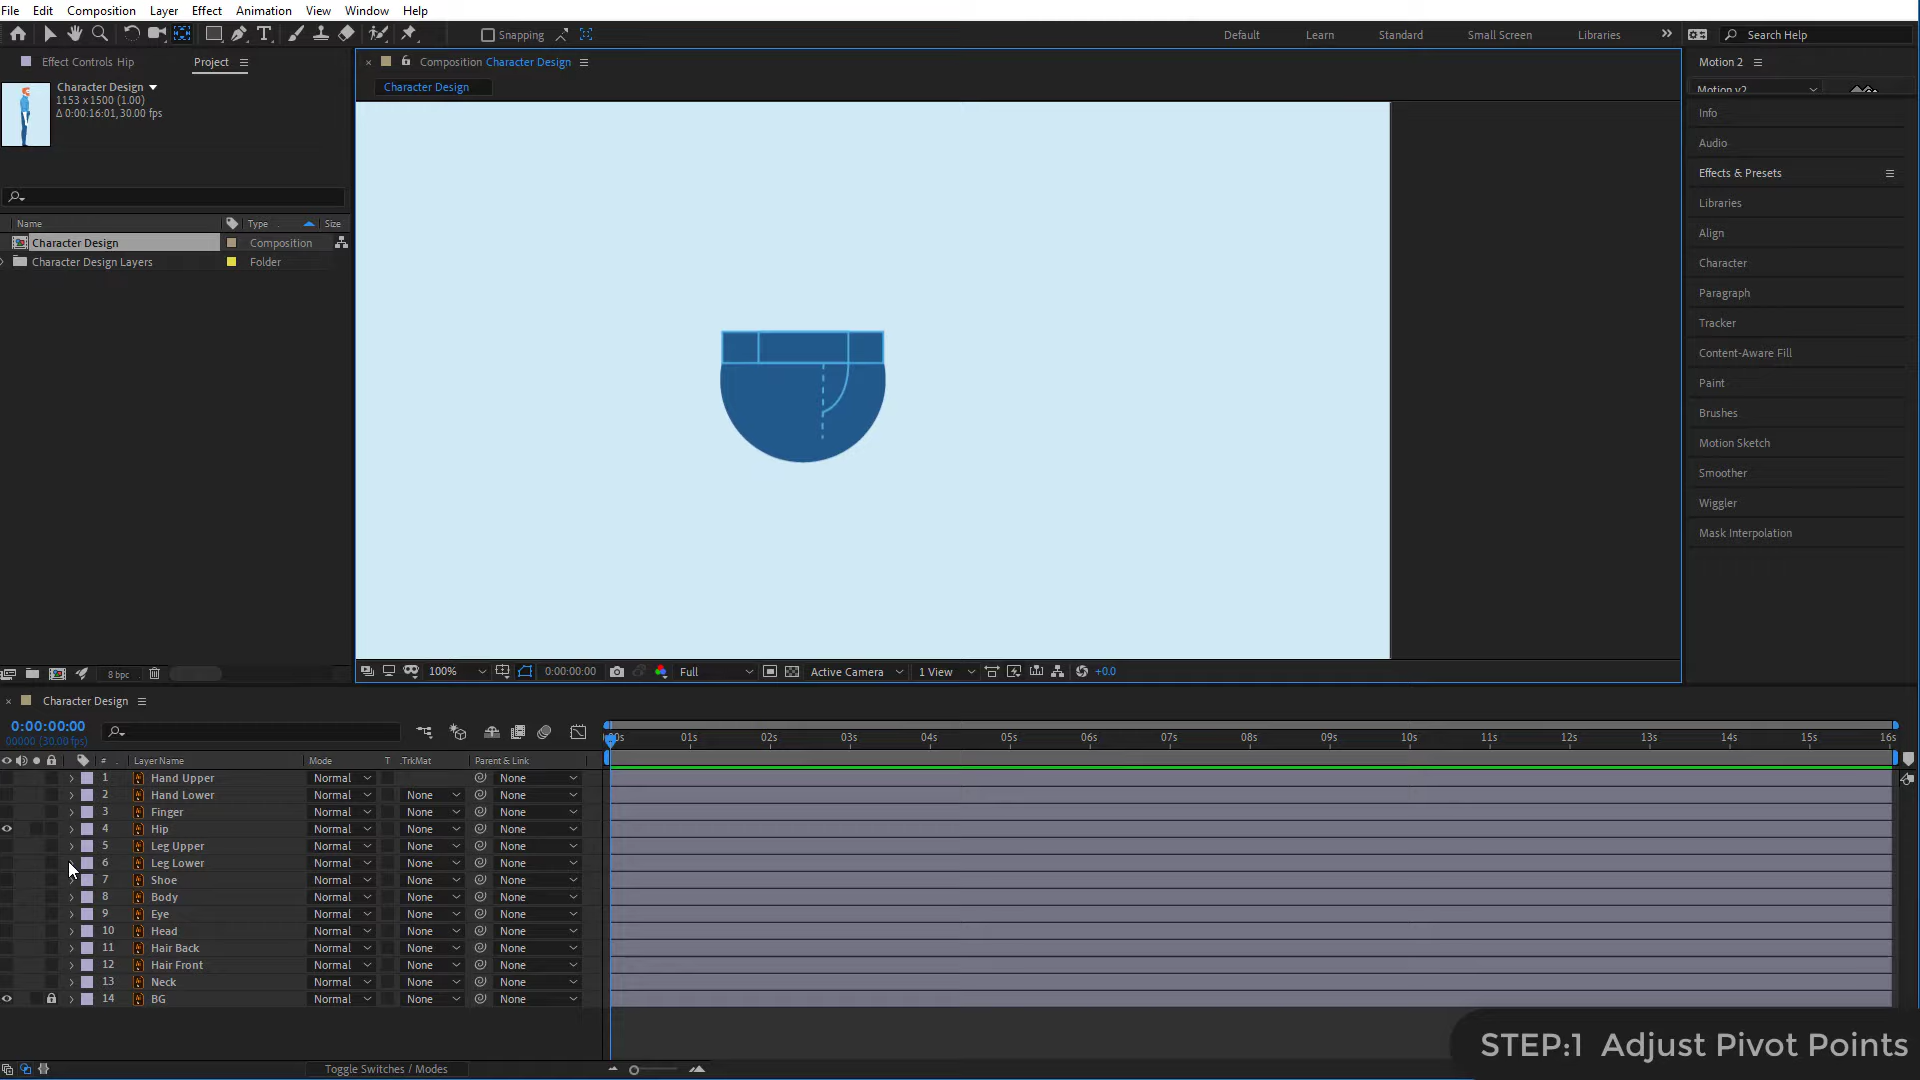 File Edit Composition Layer Effect Animation View Window Help
Snapping Default Learn Standard Small Screen Libraries Search Help
Effect Controls Hip Project Composition Character Design Motion 2
Character Design
1153 x 1500 (1.00)
Δ 0:00:16:01, 30.00 fps
Character Design
Motion v2
Info
Audio
Effects & Presets
Libraries
Align
Character
Paragraph
Tracker
Content-Aware Fill
Paint
Brushes
Motion Sketch
Smoother
Wiggler
Mask Interpolation
Name Type Size
Character Design Composition
Character Design Layers Folder
8 bpc 100% 0:00:00:00 Full Active Camera 1 View +0.0
Character Design
0:00:00:00
00000 (30.00 fps)
:00s 01s 02s 03s 04s 05s 06s 07s 08s 09s 10s 11s 12s 13s 14s 15s 16s
# Layer Name Mode T .TrkMat Parent & Link
1 Hand Upper Normal None
2 Hand Lower Normal None None
3 Finger Normal None None
4 Hip Normal None None
5 Leg Upper Normal None None
6 Leg Lower Normal None None
7 Shoe Normal None None
8 Body Normal None None
9 Eye Normal None None
10 Head Normal None None
11 Hair Back Normal None None
12 Hair Front Normal None None
13 Neck Normal None None
14 BG Normal None None
STEP:1 Adjust Pivot Points
Toggle Switches / Modes